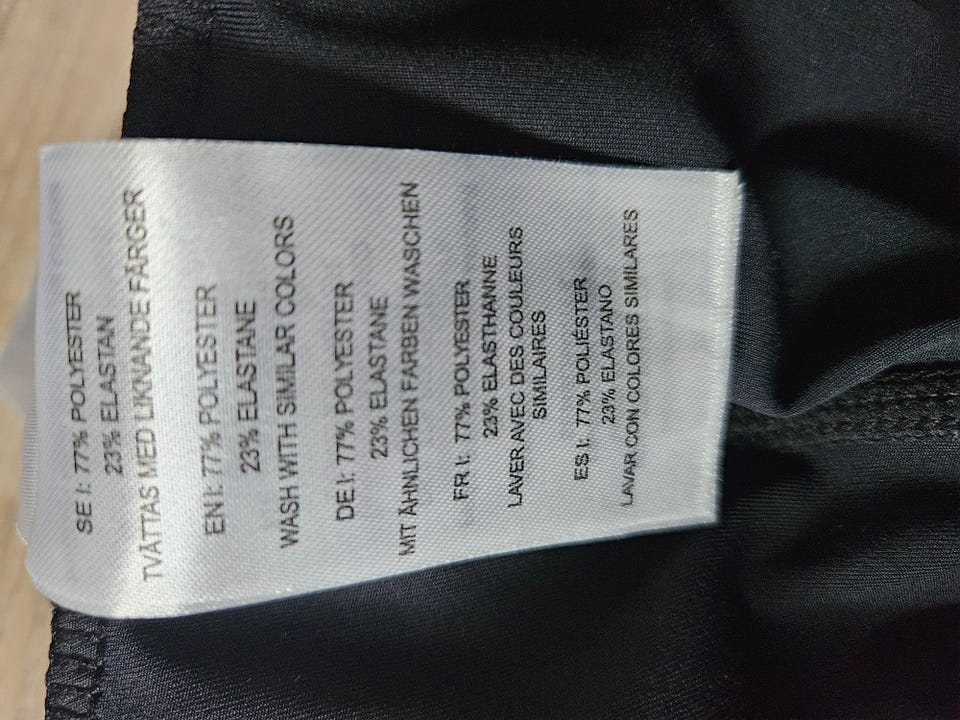 SE I: 77% POLYESTER
23% ELASTAN
TVÄTTAS MED LIKNANDE FÄRGER
EN I: 77% POLYESTER
23% ELASTANE
WASH WITH SIMILAR COLORS
DE I: 77% POLYESTER
23% ELASTANE
MIT ÄHNLICHEN FARBEN WASCHEN
FR I: 77% POLYESTER
23% ELASTHANNE
LAVER AVEC DES COULEURS
SIMILAIRES
ES I: 77% POLIÉSTER
23% ELASTANO
LAVAR CON COLORES SIMILARES